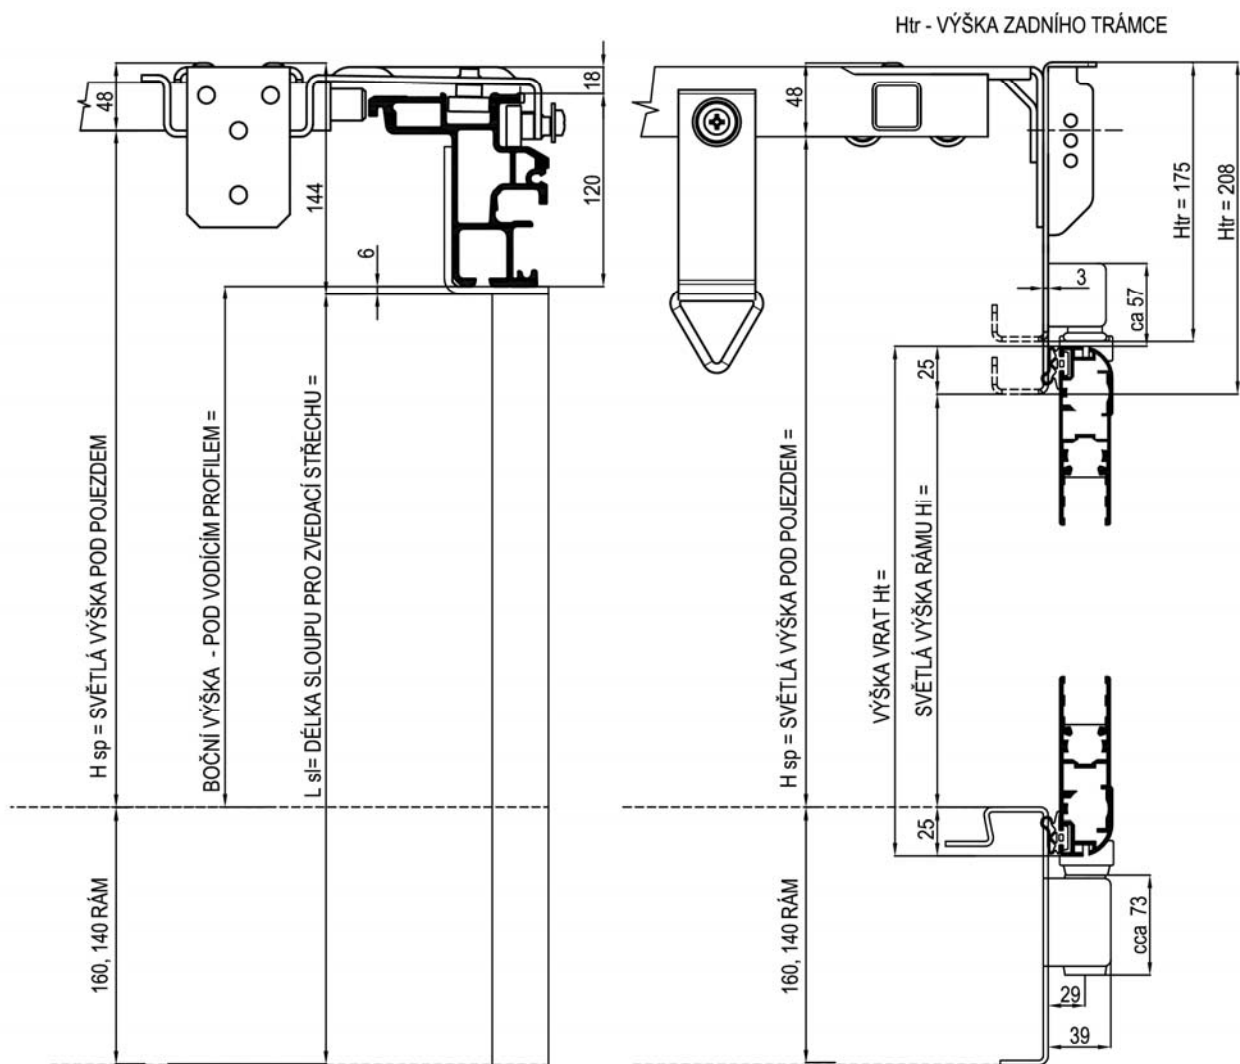 Htr - VÝŠKA ZADNÍHO TRÁMCE
48
144
18
120
6
H sp = SVĚTLÁ VÝŠKA POD POJEZDEM
BOČNÍ VÝŠKA - POD VODÍCÍM PROFILEM =
L sl= DÉLKA SLOUPU PRO ZVEDACÍ STŘECHU =
160, 140 RÁM
48
Htr = 175
Htr = 208
3
ca 57
25
H sp = SVĚTLÁ VÝŠKA POD POJEZDEM =
VÝŠKA VRAT Ht =
SVĚTLÁ VÝŠKA RÁMU Hi =
25
160, 140 RÁM
cca 73
29
39